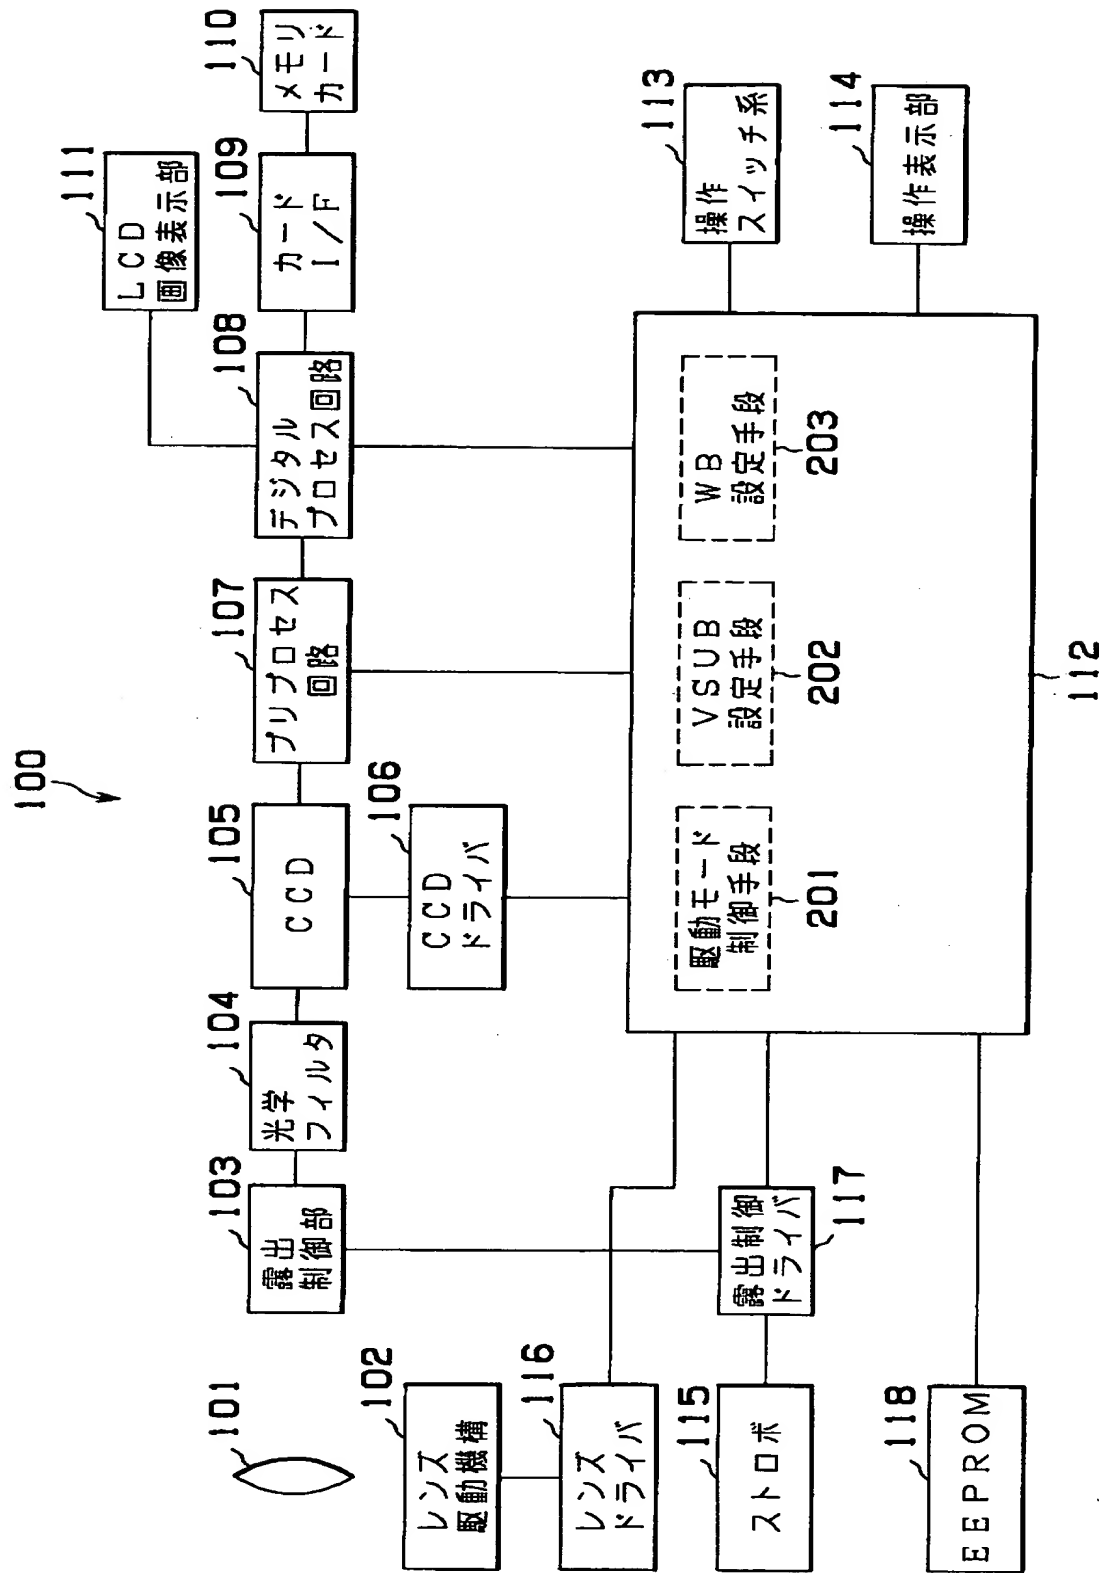 100
101
102
レンズ
駆動機構
116
レンズ
ドライバ
115
ストロボ
118
EEPROM
103
露出
制御部
117
露出制御
ドライバ
104
光学
フィルタ
105
CCD
106
CCD
ドライバ
107
プリプロセス
回路
108
デジタル
プロセス回路
109
カード
I/F
110
メモリ
カード
111
LCD
画像表示部
駆動モード
制御手段
201
VSUB
設定手段
202
WB
設定手段
203
112
113
操作
スイッチ系
114
操作表示部